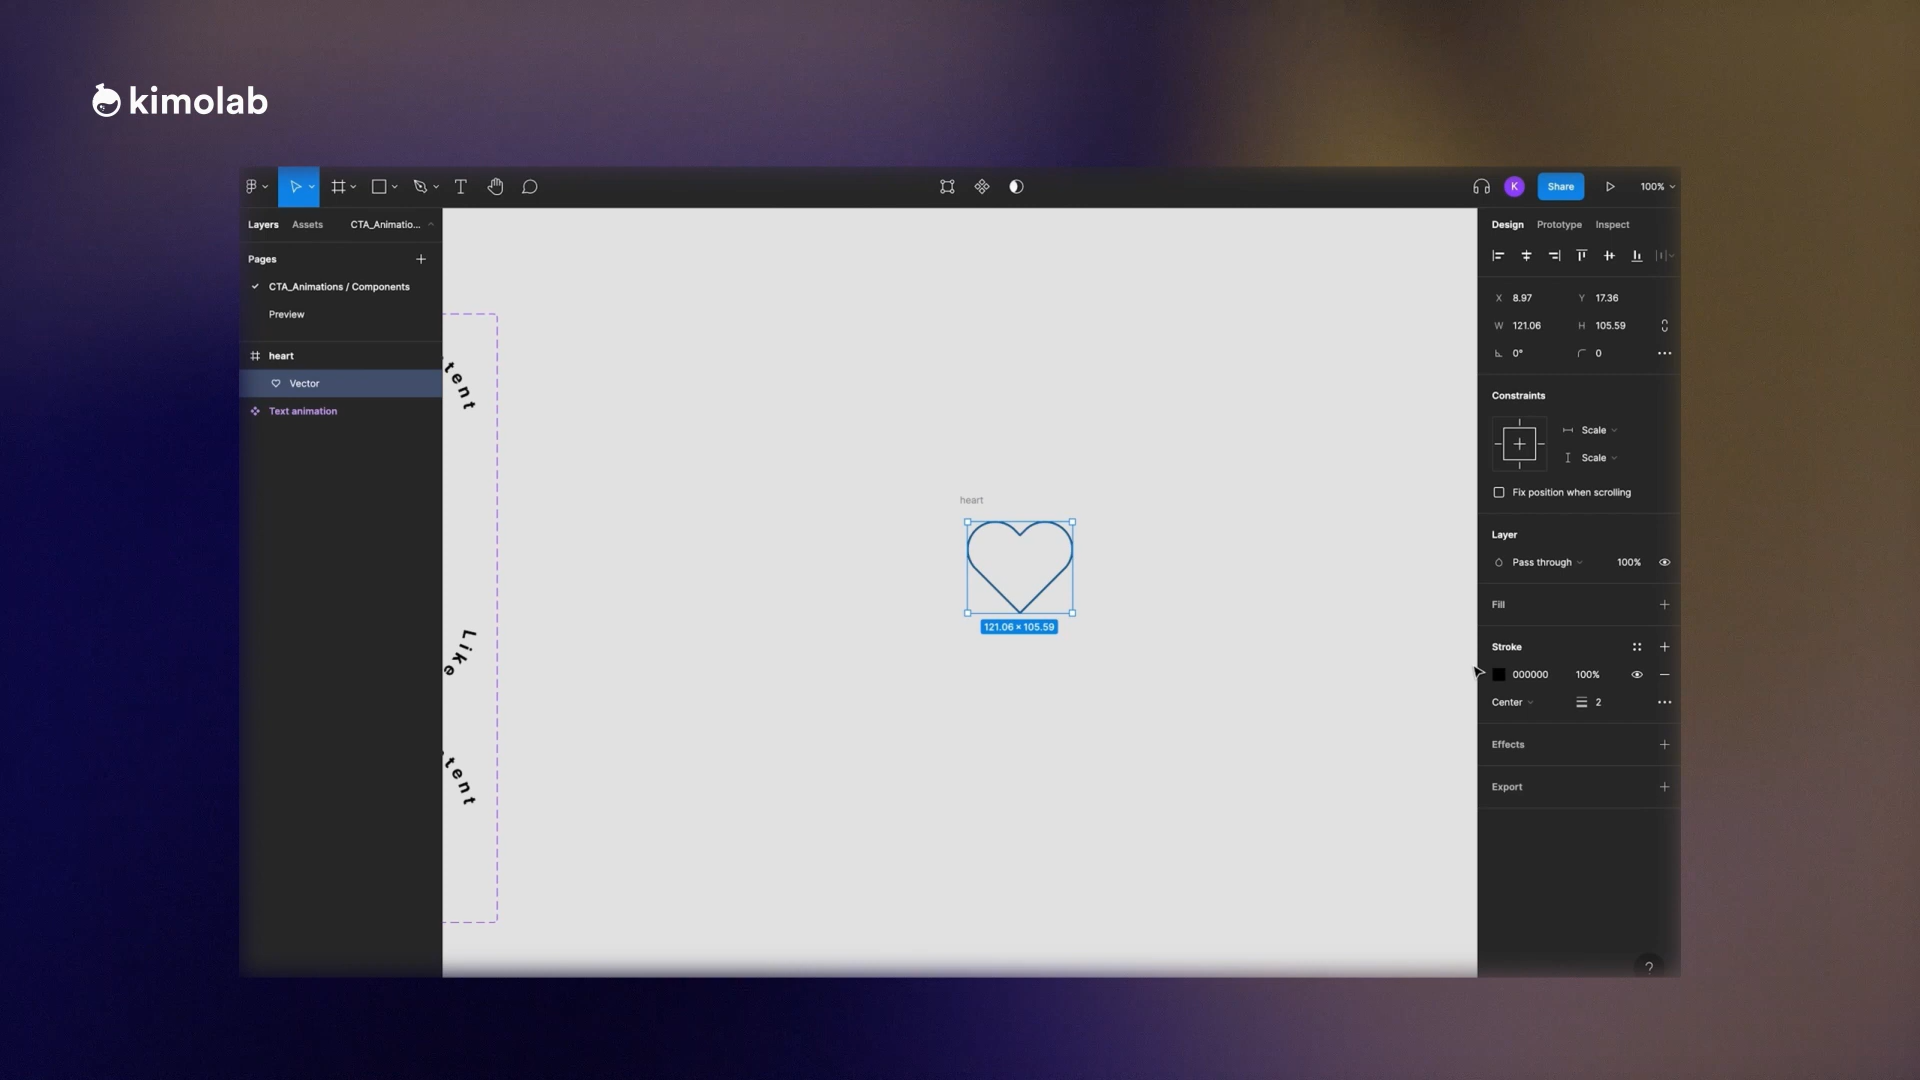 kimolab
K
Share
100%
Layers
Assets
CTA_Animatio...
Design
Prototype
Inspect
Pages
CTA_Animations / Components
Preview
heart
Vector
Text animation
tent
Like
tent
heart
121.06 × 105.59
X 8.97
Y 17.36
W 121.06
H 105.59
0°
0
Constraints
Scale
Scale
Fix position when scrolling
Layer
Pass through
100%
Fill
Stroke
000000
100%
Center
2
Effects
Export
?